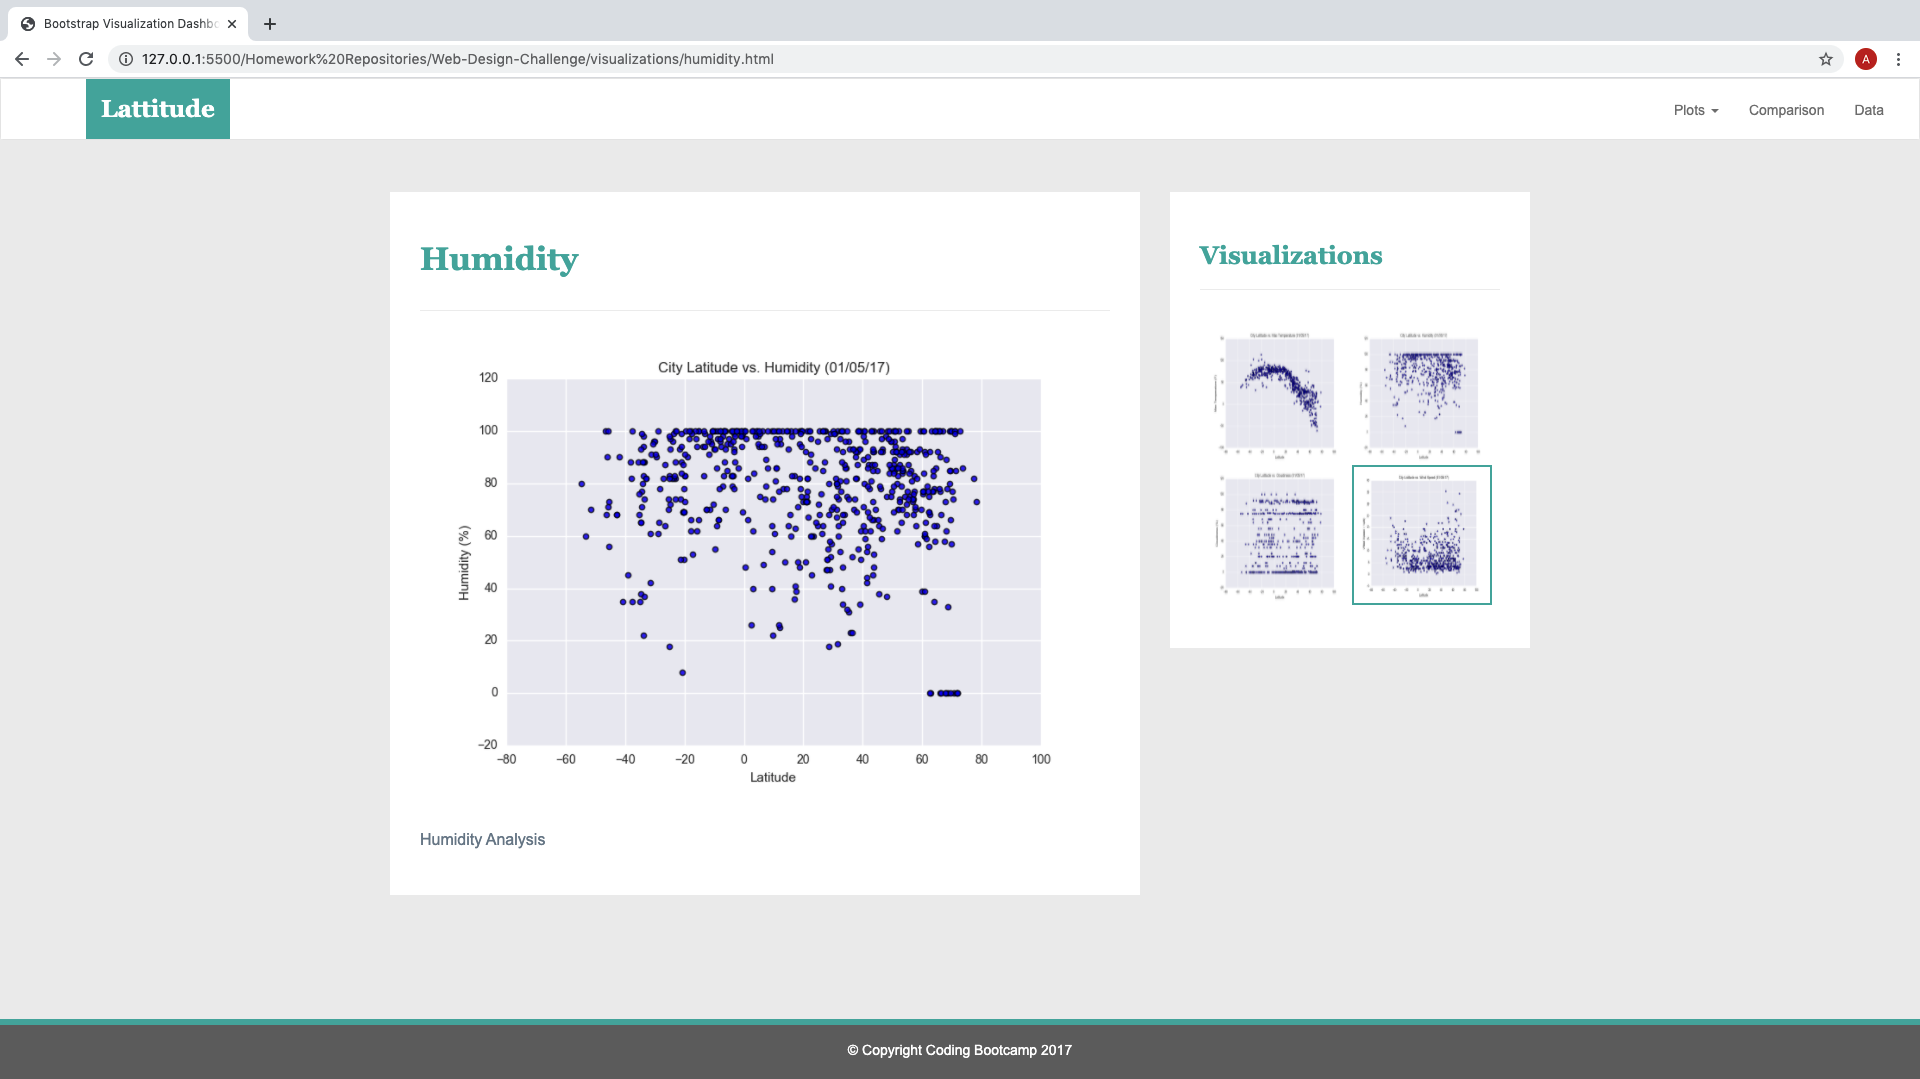 Bootstrap Visualization Dashbo
127.0.0.1:5500/Homework%20Repositories/Web-Design-Challenge/visualizations/humidity.html
A
Lattitude
Plots
Comparison
Data
Humidity
Visualizations
City Latitude vs. Humidity (01/05/17)
120
100
80
60
40
20
0
−20
Humidity (%)
−80 −60 −40 −20 0 20 40 60 80 100
Latitude
Humidity Analysis
© Copyright Coding Bootcamp 2017